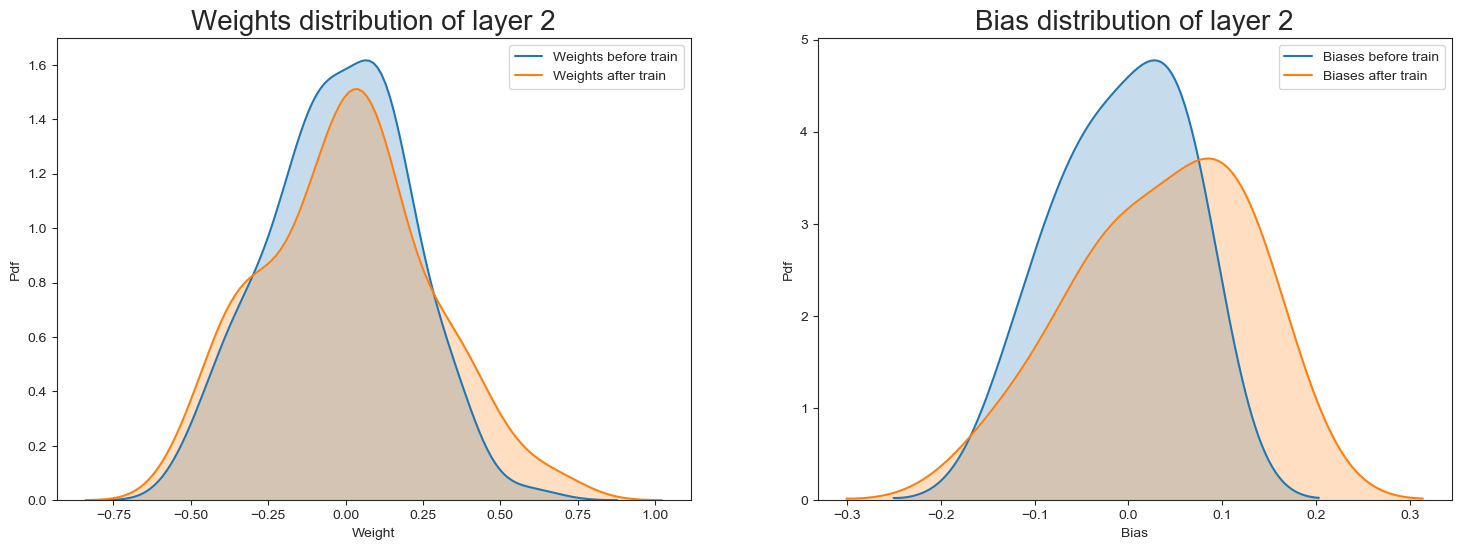 Weights distribution of layer 2
Weights before train
Weights after train
1.6
1.4
1.2
1.0
0.8
0.6
0.4
0.2
0.0
Pdf
−0.75 −0.50 −0.25 0.00 0.25 0.50 0.75 1.00
Weight
Bias distribution of layer 2
Biases before train
Biases after train
5
4
3
2
1
0
Pdf
−0.3 −0.2 −0.1 0.0 0.1 0.2 0.3
Bias